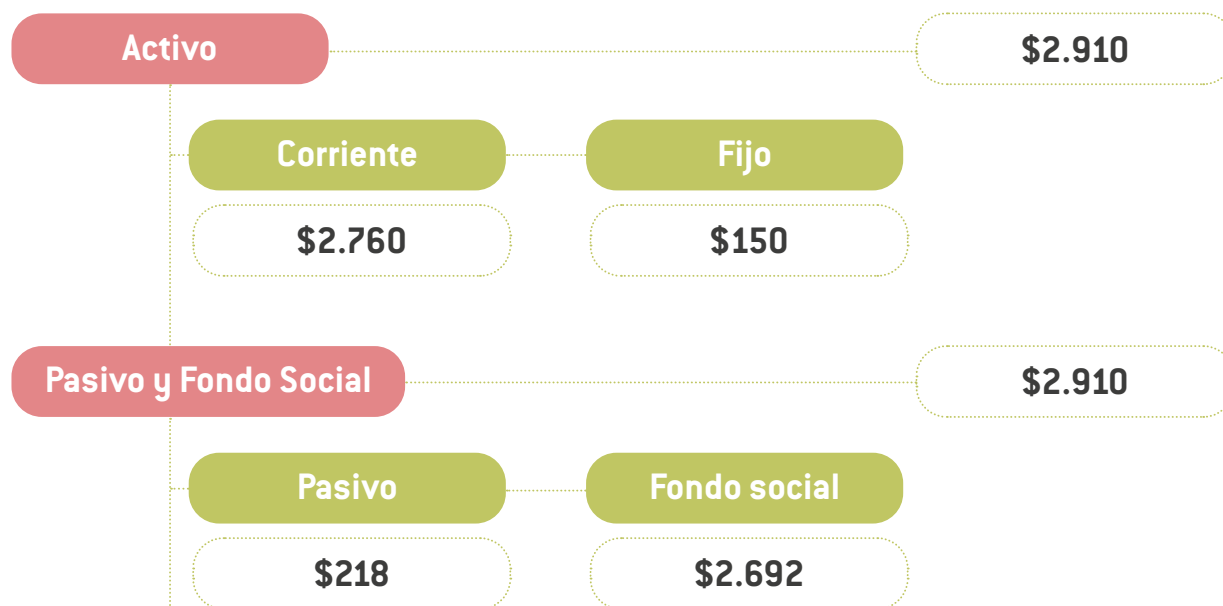 Activo
$2.910
Corriente
Fijo
$2.760
$150
Pasivo y Fondo Social
$2.910
Pasivo
Fondo social
$218
$2.692